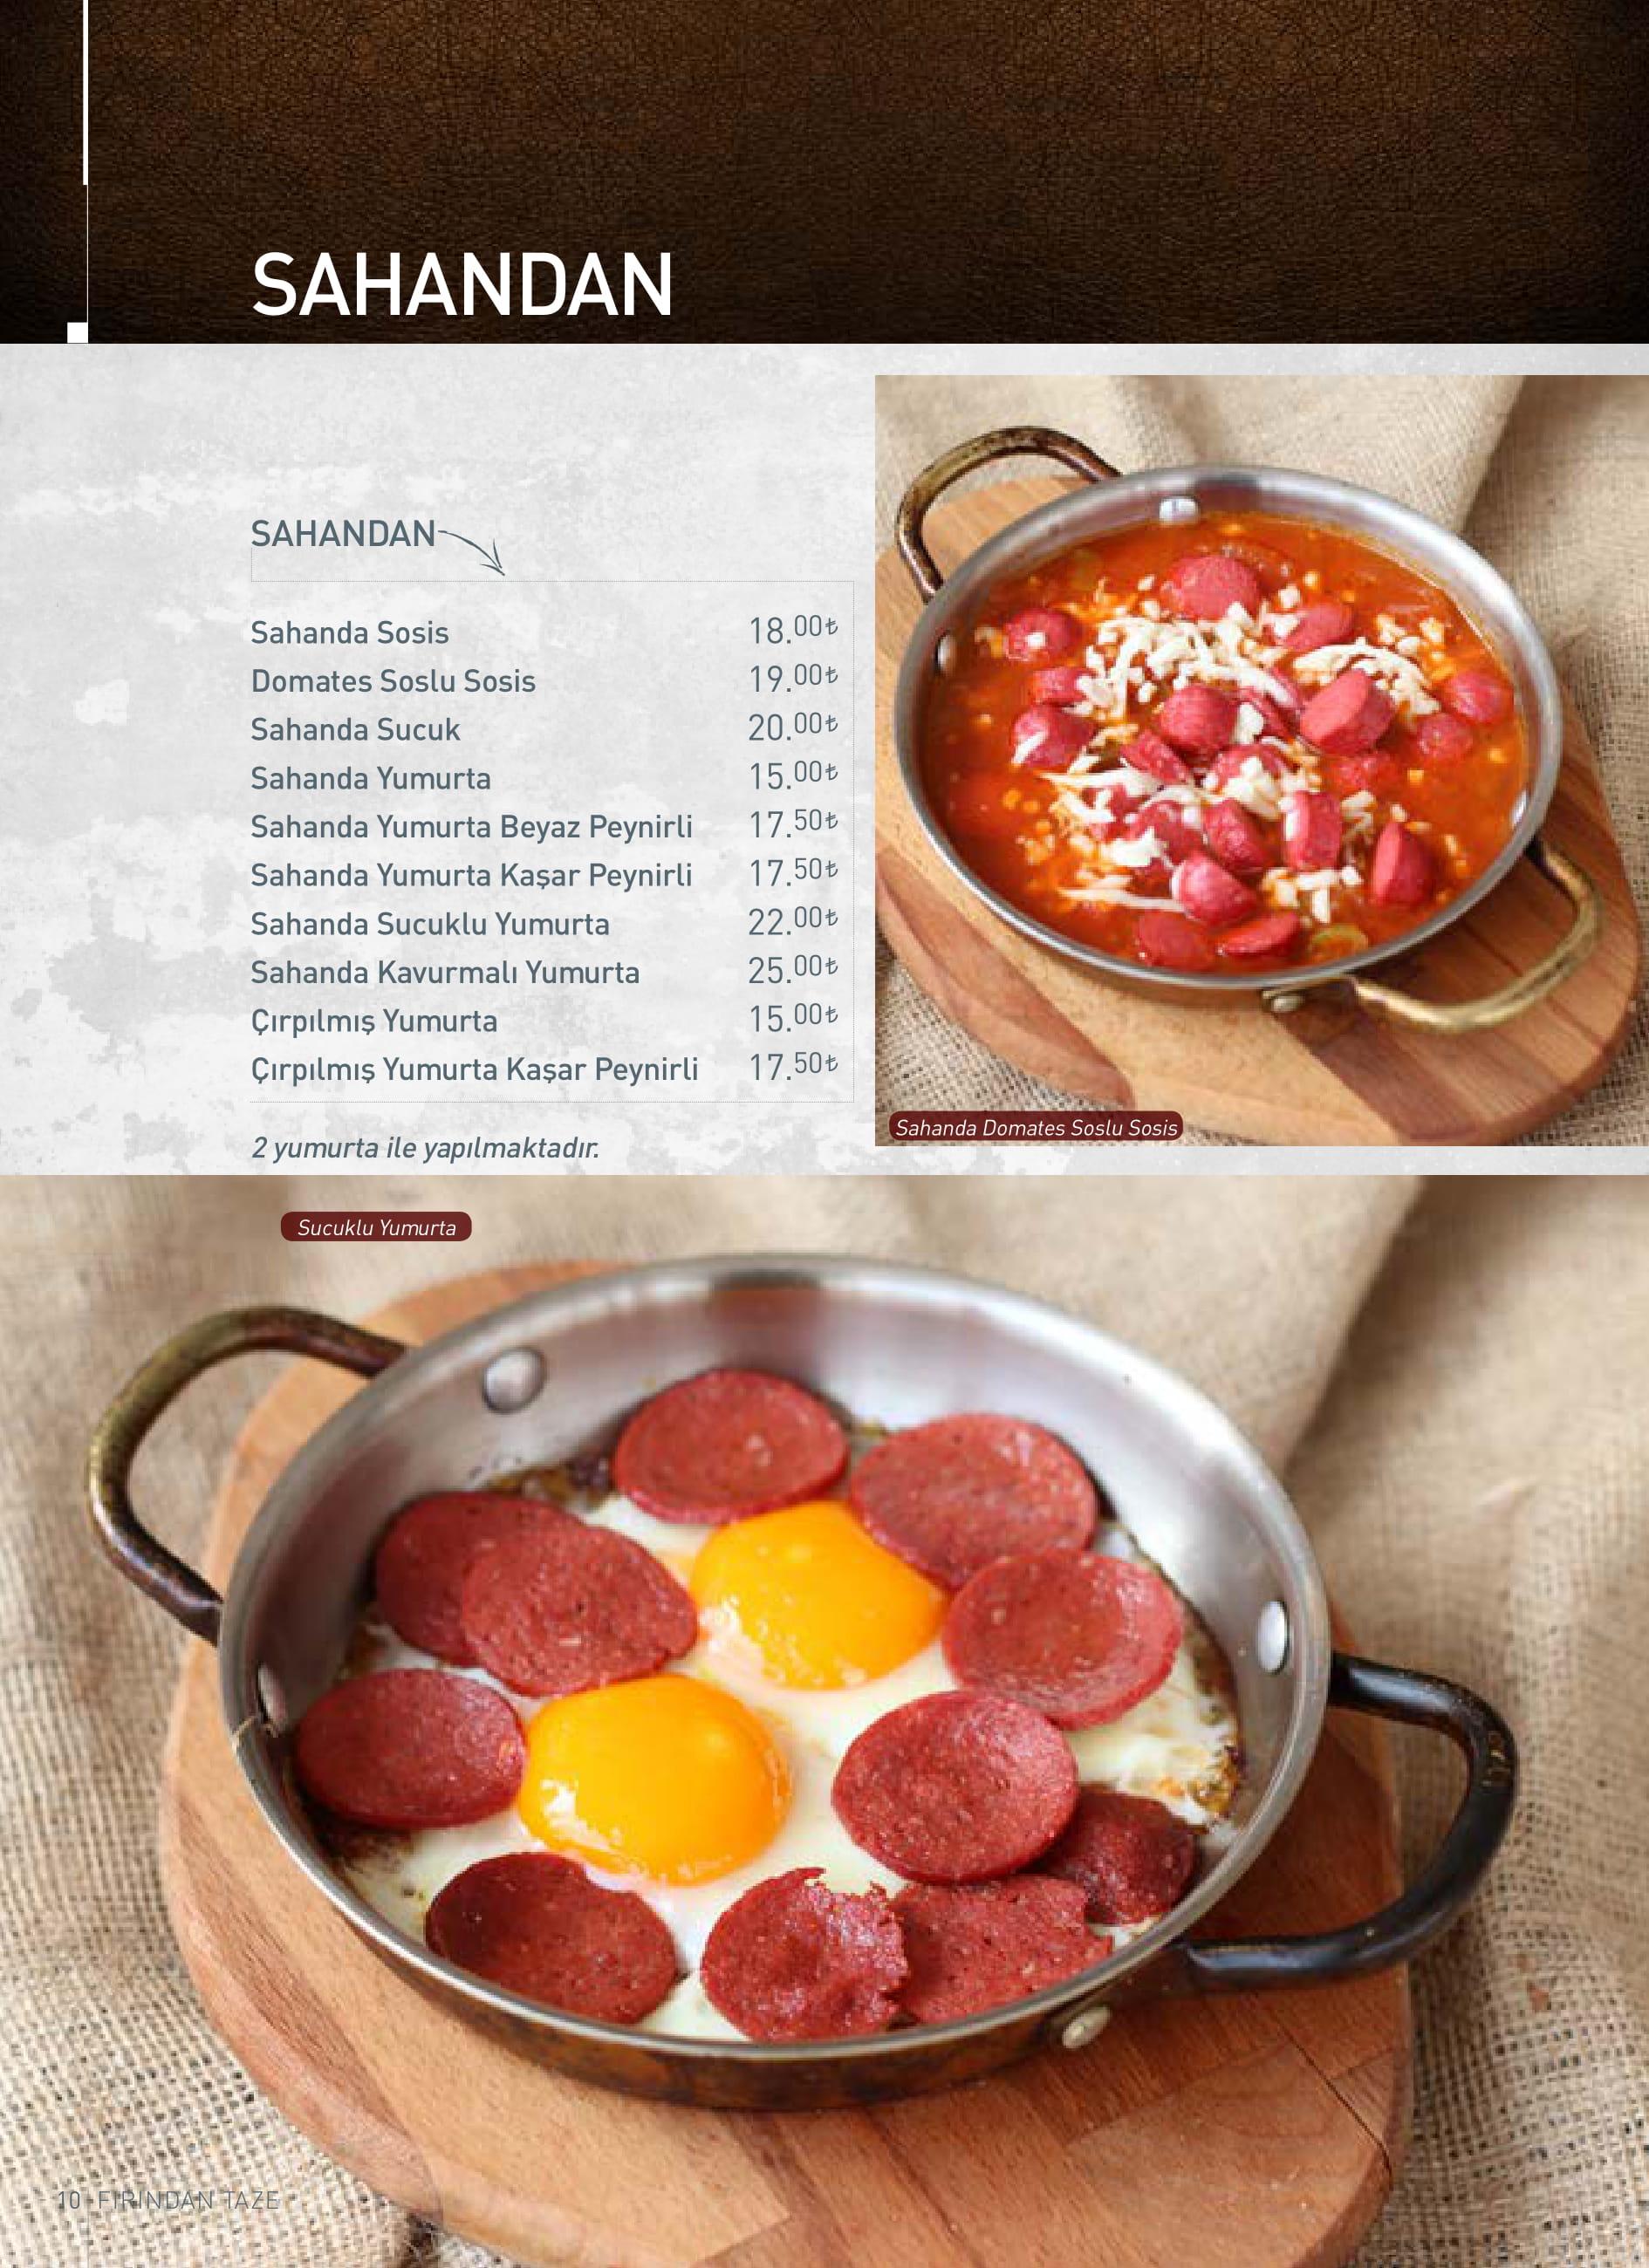 SAHANDAN
SAHANDAN
Sahanda Sosis 18.00₺
Domates Soslu Sosis 19.00₺
Sahanda Sucuk 20.00₺
Sahanda Yumurta 15.00₺
Sahanda Yumurta Beyaz Peynirli 17.50₺
Sahanda Yumurta Kaşar Peynirli 17.50₺
Sahanda Sucuklu Yumurta 22.00₺
Sahanda Kavurmalı Yumurta 25.00₺
Çırpılmış Yumurta 15.00₺
Çırpılmış Yumurta Kaşar Peynirli 17.50₺
2 yumurta ile yapılmaktadır.
Sahanda Domates Soslu Sosis
Sucuklu Yumurta
10 FIRINDAN TAZE